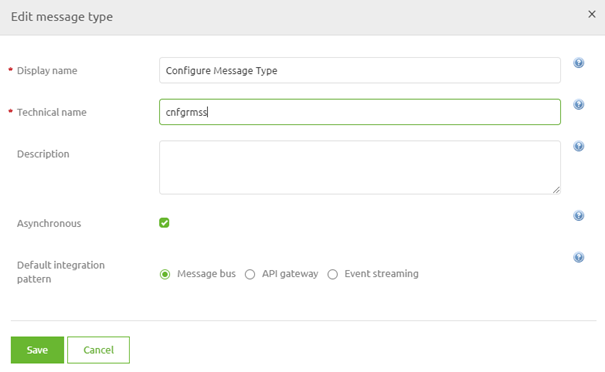 Edit message type
* Display name
Configure Message Type
* Technical name
cnfgrmss
Description
Asynchronous
Default integration
pattern
Message bus API gateway Event streaming
Save Cancel